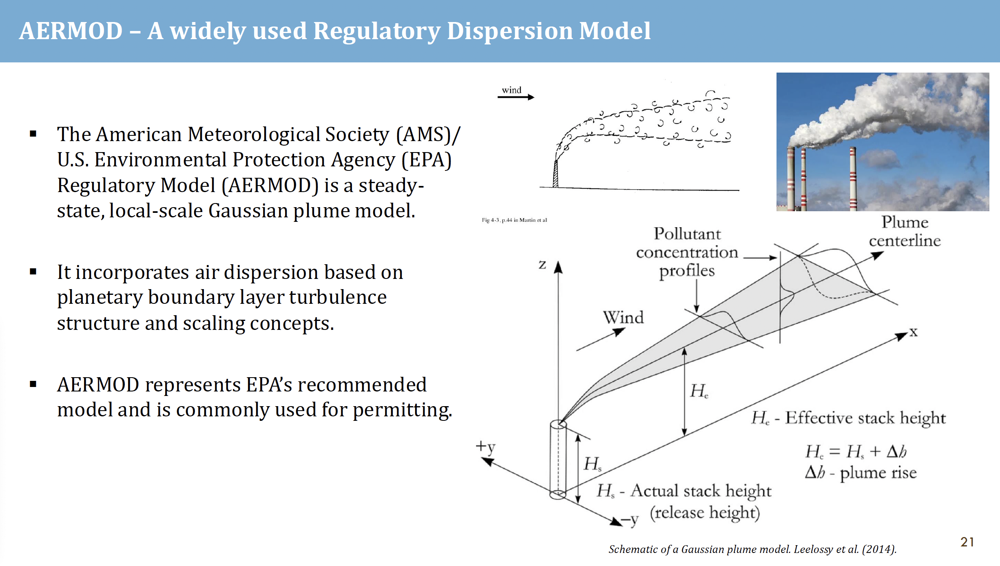 AERMOD – A widely used Regulatory Dispersion Model
▪ The American Meteorological Society (AMS)/
U.S. Environmental Protection Agency (EPA)
Regulatory Model (AERMOD) is a steady-
state, local-scale Gaussian plume model.
▪ It incorporates air dispersion based on
planetary boundary layer turbulence
structure and scaling concepts.
▪ AERMOD represents EPA’s recommended
model and is commonly used for permitting.
wind
Fig 4-3, p.44 in Martin et al
Plume
centerline
Pollutant
concentration
profiles
z
Wind
x
He
He - Effective stack height
He = Hs + Δh
Δh - plume rise
+y
Hs
Hs - Actual stack height
(release height)
–y
Schematic of a Gaussian plume model. Leelossy et al. (2014).
21